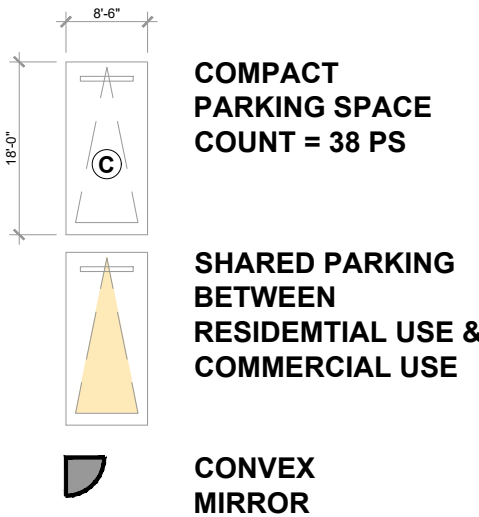 8'-6"
18'-0"
COMPACT
PARKING SPACE
COUNT = 38 PS
C
SHARED PARKING
BETWEEN
RESIDEMTIAL USE &
COMMERCIAL USE
CONVEX
MIRROR